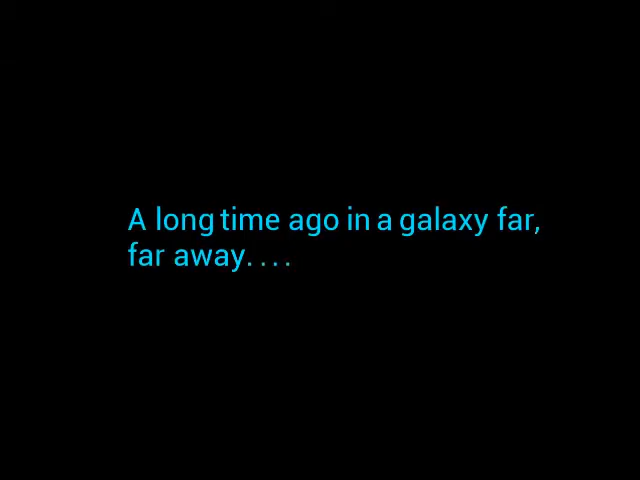 A long time ago in a galaxy far,
far away. . . .